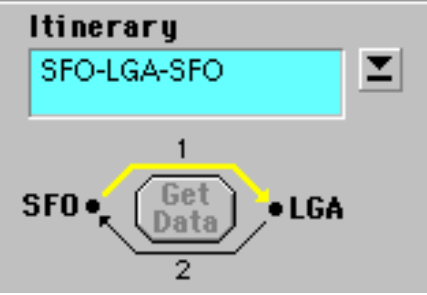 Itinerary
SFO-LGA-SFO
1
SFO
Get
Data
LGA
2